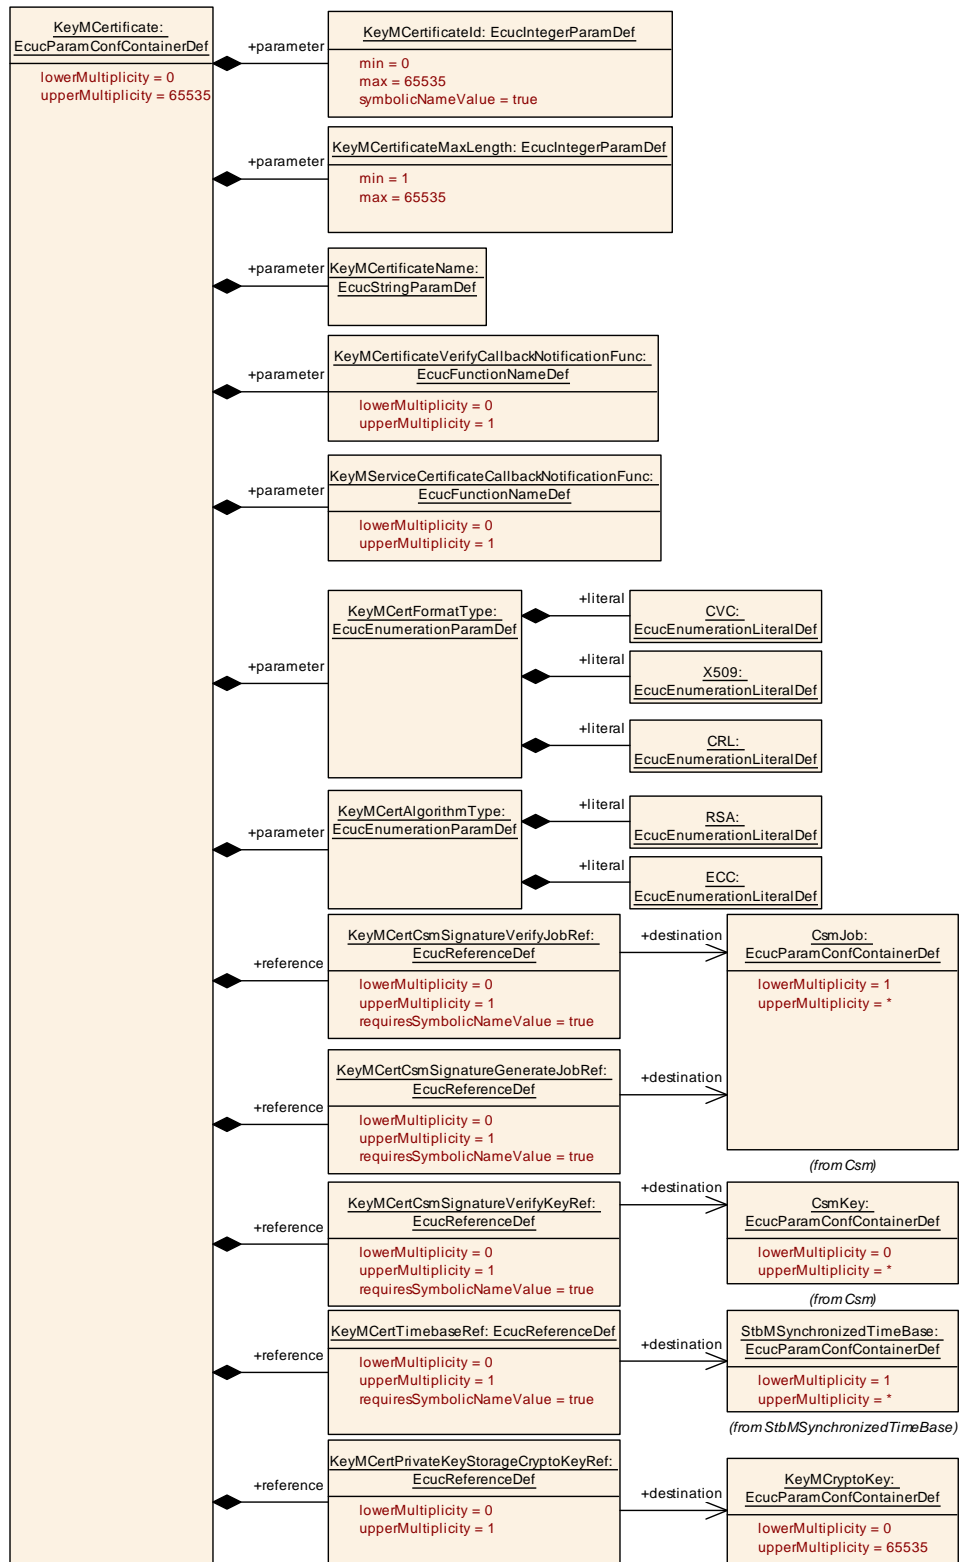 KeyMCertificate:
EcucParamConfContainerDef
lowerMultiplicity = 0
upperMultiplicity = 65535
+parameter
KeyMCertificateId: EcucIntegerParamDef
min = 0
max = 65535
symbolicNameValue = true
+parameter
KeyMCertificateMaxLength: EcucIntegerParamDef
min = 1
max = 65535
+parameter
KeyMCertificateName:
EcucStringParamDef
+parameter
KeyMCertificateVerifyCallbackNotificationFunc:
EcucFunctionNameDef
lowerMultiplicity = 0
upperMultiplicity = 1
+parameter
KeyMServiceCertificateCallbackNotificationFunc:
EcucFunctionNameDef
lowerMultiplicity = 0
upperMultiplicity = 1
+parameter
KeyMCertFormatType:
EcucEnumerationParamDef
+literal
CVC:
EcucEnumerationLiteralDef
+literal
X509:
EcucEnumerationLiteralDef
+literal
CRL:
EcucEnumerationLiteralDef
+parameter
KeyMCertAlgorithmType:
EcucEnumerationParamDef
+literal
RSA:
EcucEnumerationLiteralDef
+literal
ECC:
EcucEnumerationLiteralDef
+reference
KeyMCertCsmSignatureVerifyJobRef:
EcucReferenceDef
lowerMultiplicity = 0
upperMultiplicity = 1
requiresSymbolicNameValue = true
+destination
CsmJob:
EcucParamConfContainerDef
lowerMultiplicity = 1
upperMultiplicity = *
(from Csm)
+reference
KeyMCertCsmSignatureGenerateJobRef:
EcucReferenceDef
lowerMultiplicity = 0
upperMultiplicity = 1
requiresSymbolicNameValue = true
+destination
+reference
KeyMCertCsmSignatureVerifyKeyRef:
EcucReferenceDef
lowerMultiplicity = 0
upperMultiplicity = 1
requiresSymbolicNameValue = true
+destination
CsmKey:
EcucParamConfContainerDef
lowerMultiplicity = 0
upperMultiplicity = *
(from Csm)
+reference
KeyMCertTimebaseRef: EcucReferenceDef
lowerMultiplicity = 0
upperMultiplicity = 1
requiresSymbolicNameValue = true
+destination
StbMSynchronizedTimeBase:
EcucParamConfContainerDef
lowerMultiplicity = 1
upperMultiplicity = *
(from StbMSynchronizedTimeBase)
+reference
KeyMCertPrivateKeyStorageCryptoKeyRef:
EcucReferenceDef
lowerMultiplicity = 0
upperMultiplicity = 1
+destination
KeyMCryptoKey:
EcucParamConfContainerDef
lowerMultiplicity = 0
upperMultiplicity = 65535